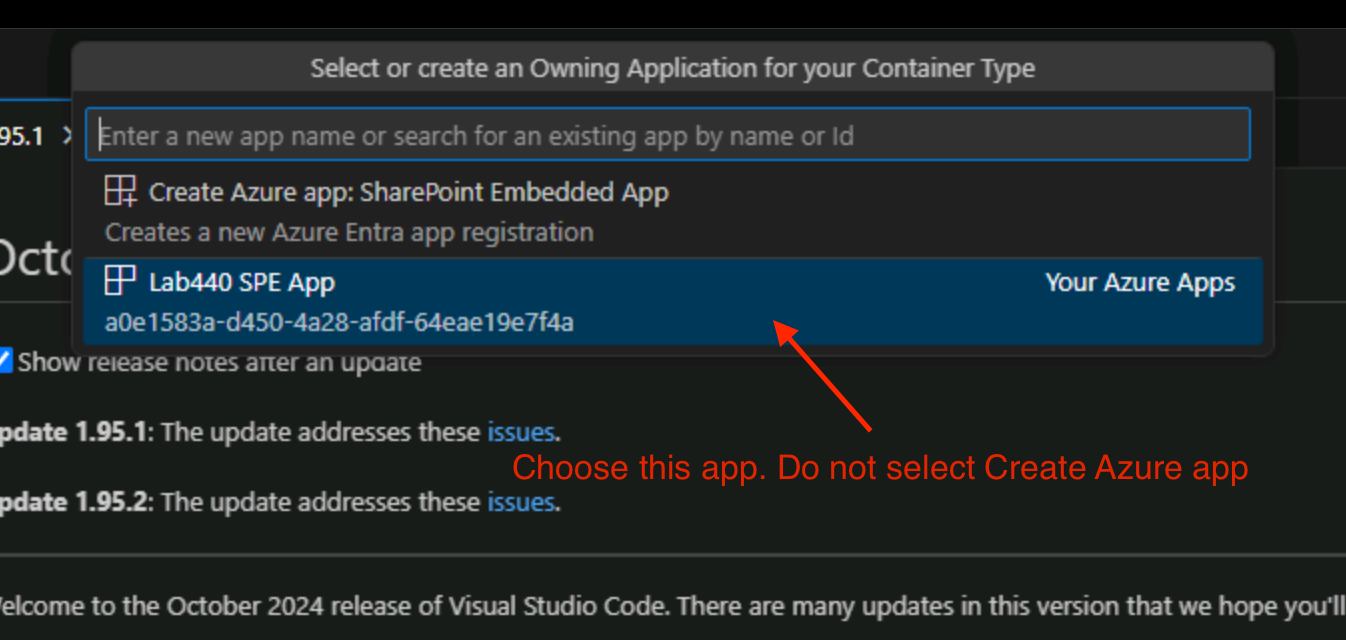 Select or create an Owning Application for your Container Type
95.1
Enter a new app name or search for an existing app by name or Id
Create Azure app: SharePoint Embedded App
Creates a new Azure Entra app registration
Octo
Lab440 SPE App Your Azure Apps
a0e1583a-d450-4a28-afdf-64eae19e7f4a
Show release notes after an update
pdate 1.95.1: The update addresses these issues.
Choose this app. Do not select Create Azure app
pdate 1.95.2: The update addresses these issues.
elcome to the October 2024 release of Visual Studio Code. There are many updates in this version that we hope you'll